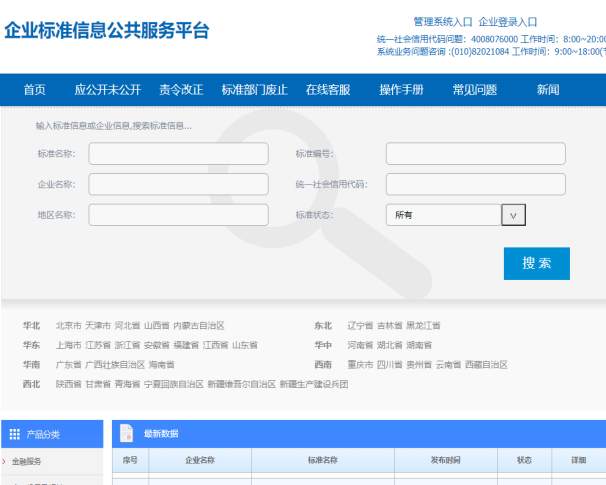 企业标准信息公共服务平台
管理系统入口 企业登录入口
统一社会信用代码问题：4008076000 工作时间：8:00~20:00
系统业务问题咨询 :(010)82021084 工作时间：9:00~18:00(
首页 应公开未公开 责令改正 标准部门废止 在线客服 操作手册 常见问题 新闻
输入标准信息或企业信息,搜索标准信息...
标准名称： 标准编号：
企业名称： 统一社会信用代码：
地区名称： 标准状态： 所有 ∨
搜 索
华北 北京市 天津市 河北省 山西省 内蒙古自治区 东北 辽宁省 吉林省 黑龙江省
华东 上海市 江苏省 浙江省 安徽省 福建省 江西省 山东省 华中 河南省 湖北省 湖南省
华南 广东省 广西壮族自治区 海南省 西南 重庆市 四川省 贵州省 云南省 西藏自治区
西北 陕西省 甘肃省 青海省 宁夏回族自治区 新疆维吾尔自治区 新疆生产建设兵团
产品分类 最新数据
序号 企业名称 标准名称 发布时间 状态 详细
> 金融服务